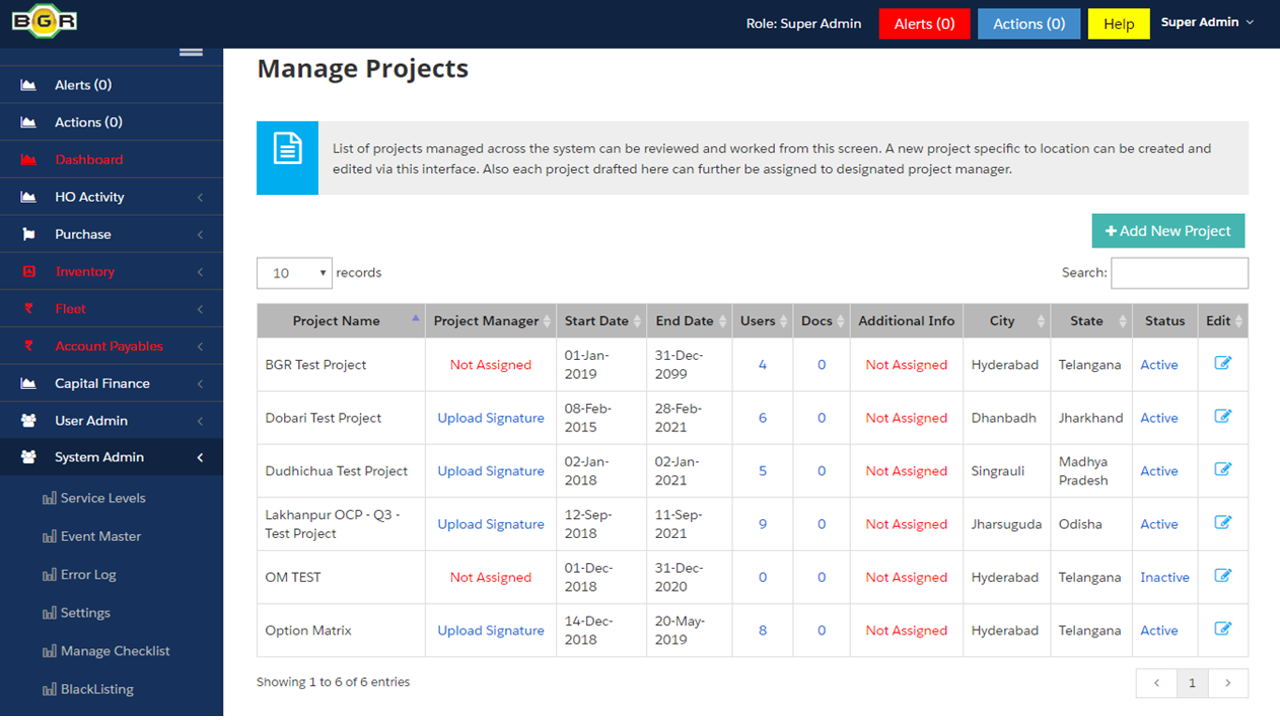 BGR
Role: Super Admin
Alerts (0)
Actions (0)
Help
Super Admin
Alerts (0)
Actions (0)
Dashboard
HO Activity
Purchase
Inventory
Fleet
Account Payables
Capital Finance
User Admin
System Admin
Service Levels
Event Master
Error Log
Settings
Manage Checklist
BlackListing
Manage Projects
List of projects managed across the system can be reviewed and worked from this screen. A new project specific to location can be created and
edited via this interface. Also each project drafted here can further be assigned to designated project manager.
+ Add New Project
10 records
Search:
Project Name Project Manager Start Date End Date Users Docs Additional Info City State Status Edit
BGR Test Project Not Assigned 01-Jan-2019 31-Dec-2099 4 0 Not Assigned Hyderabad Telangana Active
Dobari Test Project Upload Signature 08-Feb-2015 28-Feb-2021 6 0 Not Assigned Dhanbadh Jharkhand Active
Dudhichua Test Project Upload Signature 02-Jan-2018 02-Jan-2021 5 0 Not Assigned Singrauli Madhya Pradesh Active
Lakhanpur OCP - Q3 - Test Project Upload Signature 12-Sep-2018 11-Sep-2021 9 0 Not Assigned Jharsuguda Odisha Active
OM TEST Not Assigned 01-Dec-2018 31-Dec-2020 0 0 Not Assigned Hyderabad Telangana Inactive
Option Matrix Upload Signature 14-Dec-2018 20-May-2019 8 0 Not Assigned Hyderabad Telangana Active
Showing 1 to 6 of 6 entries
< 1 >